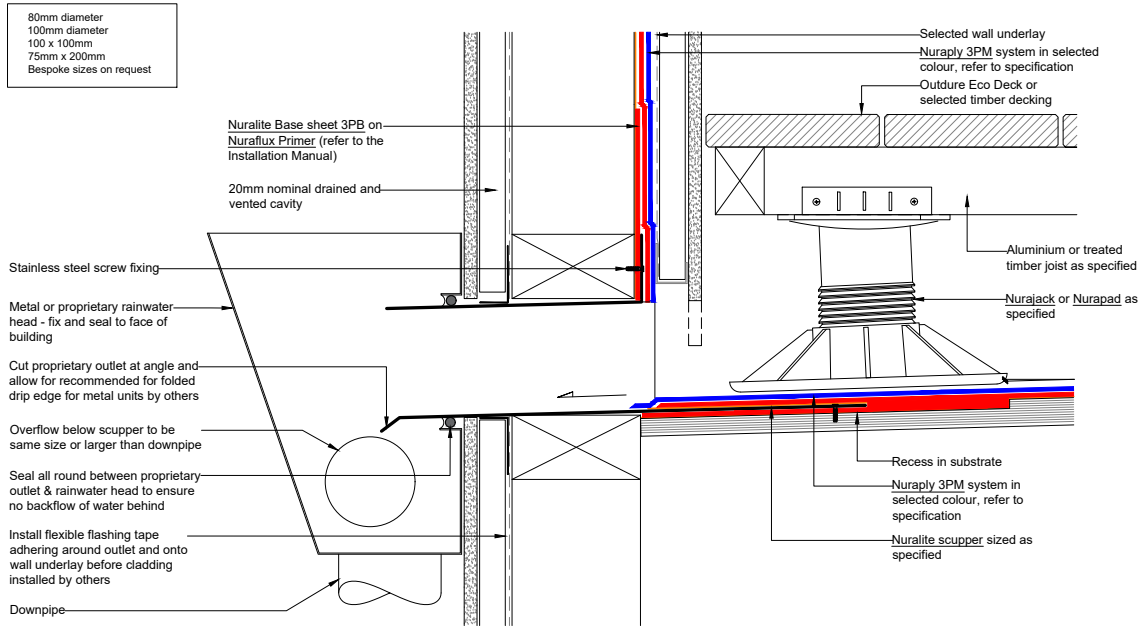 80mm diameter
100mm diameter
100 x 100mm
75mm x 200mm
Bespoke sizes on request
Nuralite Base sheet 3PB on
Nuraflux Primer (refer to the
Installation Manual)
20mm nominal drained and
vented cavity
Stainless steel screw fixing
Metal or proprietary rainwater
head - fix and seal to face of
building
Cut proprietary outlet at angle and
allow for recommended for folded
drip edge for metal units by others
Overflow below scupper to be
same size or larger than downpipe
Seal all round between proprietary
outlet & rainwater head to ensure
no backflow of water behind
Install flexible flashing tape
adhering around outlet and onto
wall underlay before cladding
installed by others
Downpipe
Selected wall underlay
Nuraply 3PM system in selected
colour, refer to specification
Outdure Eco Deck or
selected timber decking
Aluminium or treated
timber joist as specified
Nurajack or Nurapad as
specified
Recess in substrate
Nuraply 3PM system in
selected colour, refer to
specification
Nuralite scupper sized as
specified